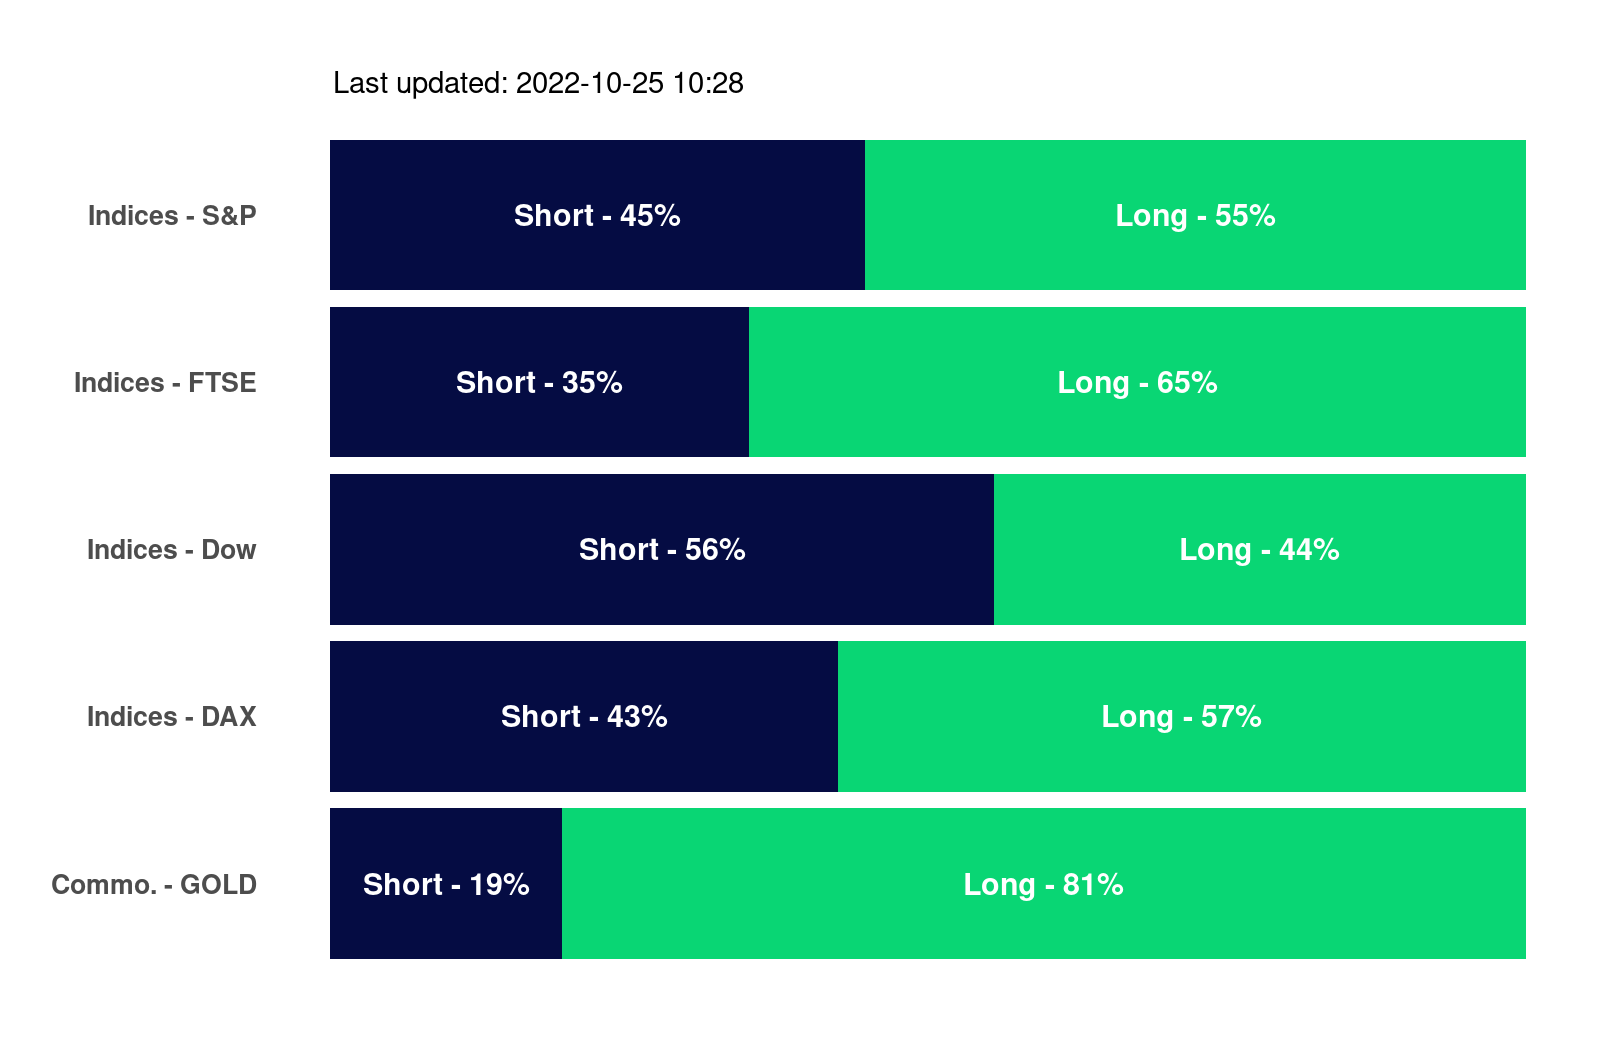 Last updated: 2022-10-25 10:28
Indices - S&P Short - 45% Long - 55%
Indices - FTSE Short - 35% Long - 65%
Indices - Dow Short - 56% Long - 44%
Indices - DAX Short - 43% Long - 57%
Commo. - GOLD Short - 19% Long - 81%